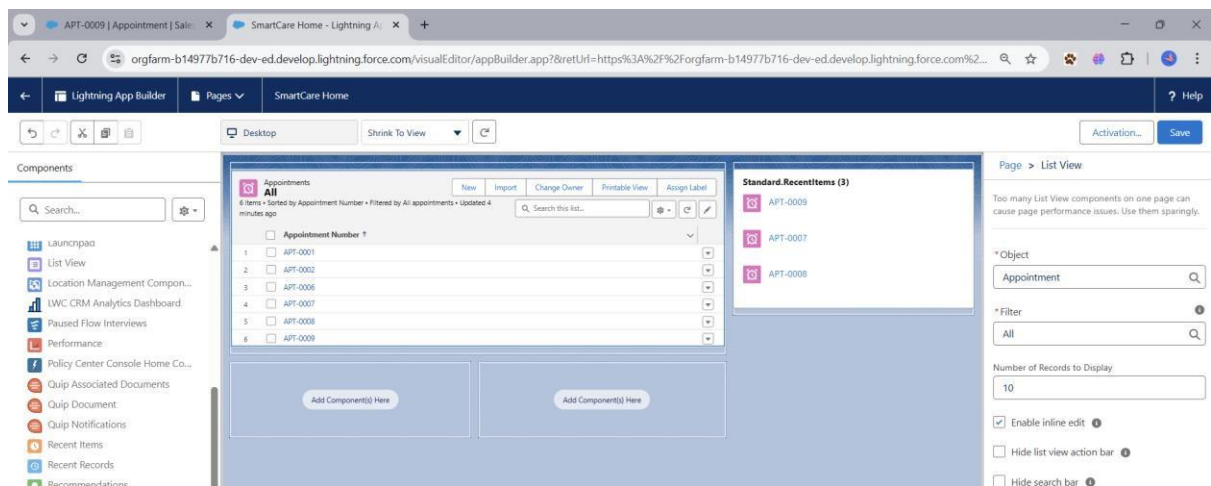 APT-0009 | Appointment | Sale
SmartCare Home - Lightning A
orgfarm-b14977b716-dev-ed.develop.lightning.force.com/visualEditor/appBuilder.app?&retUrl=https%3A%2F%2Forgfarm-b14977b716-dev-ed.develop.lightning.force.com%2...
Lightning App Builder
Pages
SmartCare Home
? Help
Desktop
Shrink To View
Activation...
Save
Components
Search...
Launchpad
List View
Location Management Compon...
LWC CRM Analytics Dashboard
Paused Flow Interviews
Performance
Policy Center Console Home Co...
Quip Associated Documents
Quip Document
Quip Notifications
Recent Items
Recent Records
Recommendations
Appointments
All
New
Import
Change Owner
Printable View
Assign Label
6 items • Sorted by Appointment Number • Filtered by All appointments • Updated 4
minutes ago
Search this list...
Appointment Number ↑
1 APT-0001
2 APT-0002
3 APT-0006
4 APT-0007
5 APT-0008
6 APT-0009
Add Component(s) Here
Add Component(s) Here
Standard.RecentItems (3)
APT-0009
APT-0007
APT-0008
Page > List View
Too many List View components on one page can
cause page performance issues. Use them sparingly.
*Object
Appointment
*Filter
All
Number of Records to Display
10
Enable inline edit
Hide list view action bar
Hide search bar